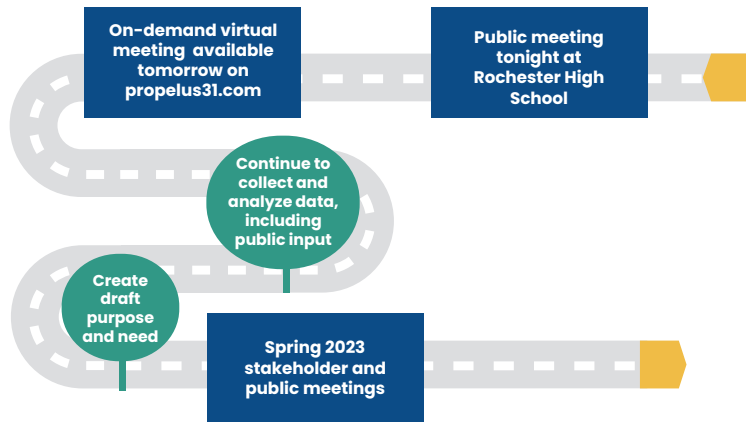 On-demand virtual
meeting available
tomorrow on
propelus31.com
Public meeting
tonight at
Rochester High
School
Continue to
collect and
analyze data,
including
public input
Create
draft
purpose
and need
Spring 2023
stakeholder and
public meetings